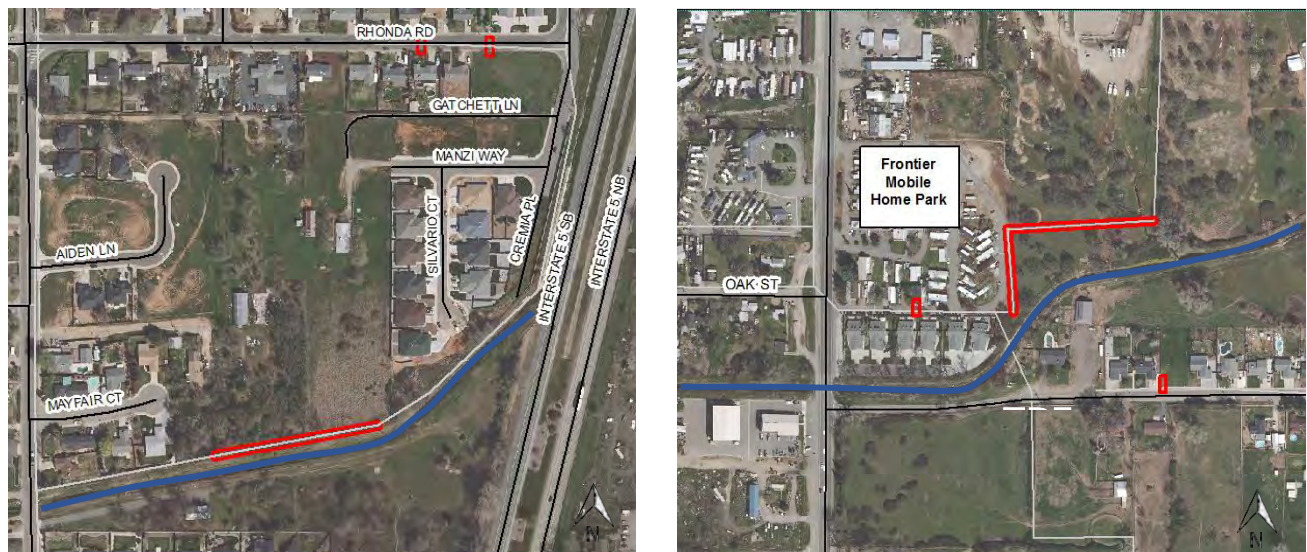 RHONDA RD
GATCHETT LN
MANZI WAY
SILVARIO CT
CREMIA PL
INTERSTATE 5 SB
INTERSTATE 5 NB
AIDEN LN
MAYFAIR CT
N
Frontier
Mobile
Home Park
OAK ST
N